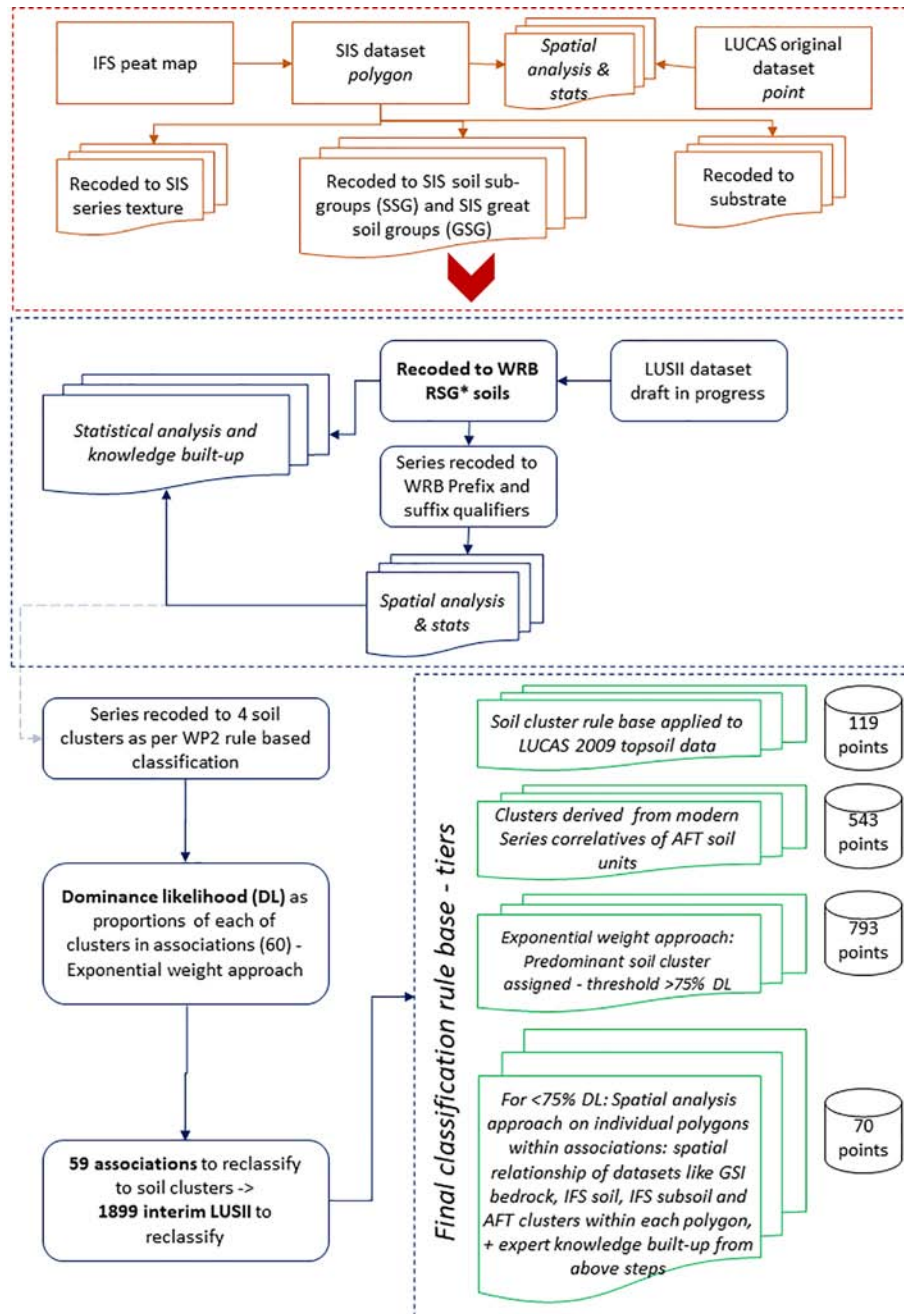 IFS peat map
SIS dataset
polygon
Spatial
analysis &
stats
LUCAS original
dataset
point
Recoded to SIS
series texture
Recoded to SIS soil sub-
groups (SSG) and SIS great
soil groups (GSG)
Recoded to
substrate
Recoded to WRB
RSG* soils
LUSII dataset
draft in progress
Statistical analysis and
knowledge built-up
Series recoded to
WRB Prefix and
suffix qualifiers
Spatial analysis
& stats
Series recoded to 4 soil
clusters as per WP2 rule based
classification
Dominance likelihood (DL) as
proportions of each of
clusters in associations (60) -
Exponential weight approach
59 associations to reclassify
to soil clusters ->
1899 interim LUSII to
reclassify
Final classification rule base - tiers
Soil cluster rule base applied to
LUCAS 2009 topsoil data
119
points
Clusters derived from modern
Series correlatives of AFT soil
units
543
points
Exponential weight approach:
Predominant soil cluster
assigned - threshold >75% DL
793
points
For <75% DL: Spatial analysis
approach on individual polygons
within associations: spatial
relationship of datasets like GSI
bedrock, IFS soil, IFS subsoil and
AFT clusters within each polygon,
+ expert knowledge built-up from
above steps
70
points